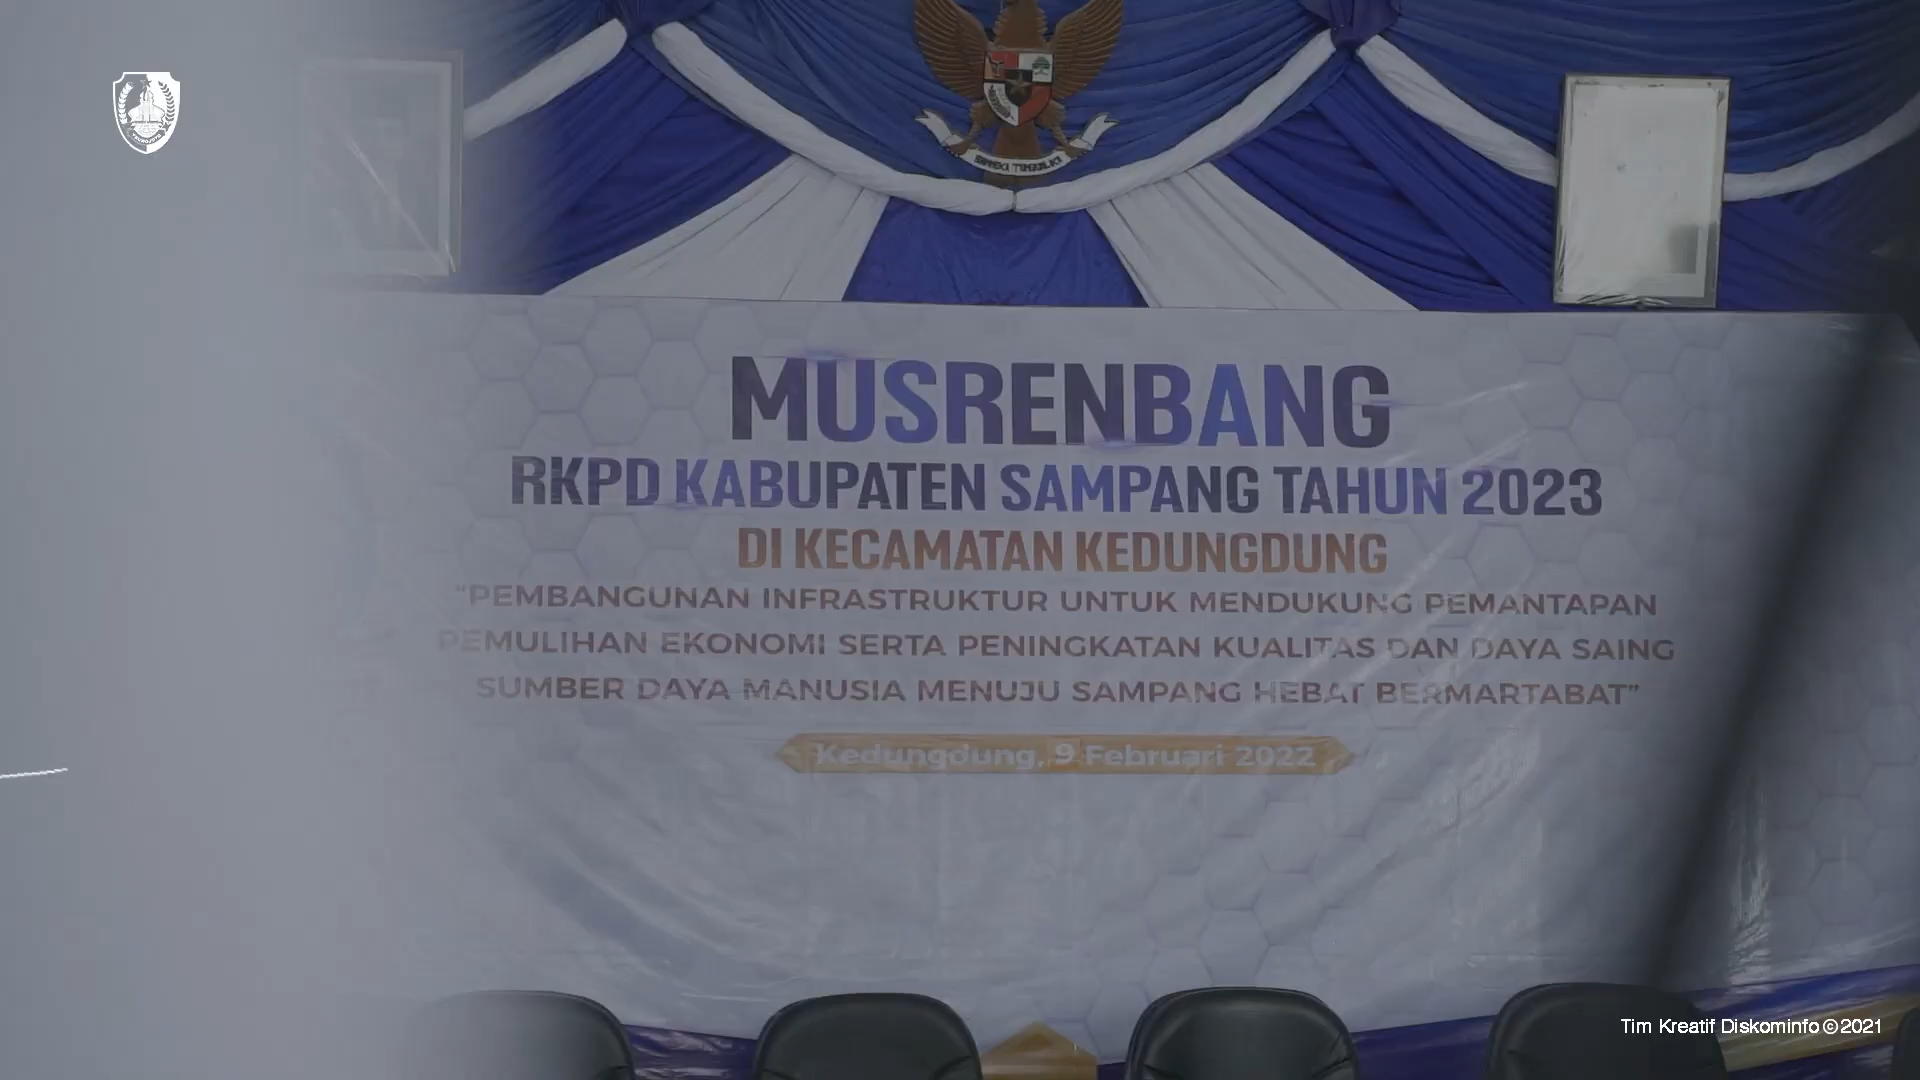 MUSRENBANG
RKPD KABUPATEN SAMPANG TAHUN 2023
DI KECAMATAN KEDUNGDUNG
"PEMBANGUNAN INFRASTRUKTUR UNTUK MENDUKUNG PEMANTAPAN
PEMULIHAN EKONOMI SERTA PENINGKATAN KUALITAS DAN DAYA SAING
SUMBER DAYA MANUSIA MENUJU SAMPANG HEBAT BERMARTABAT"
Kedungdung, 9 Februari 2022
Tim Kreatif Diskominfo©2021